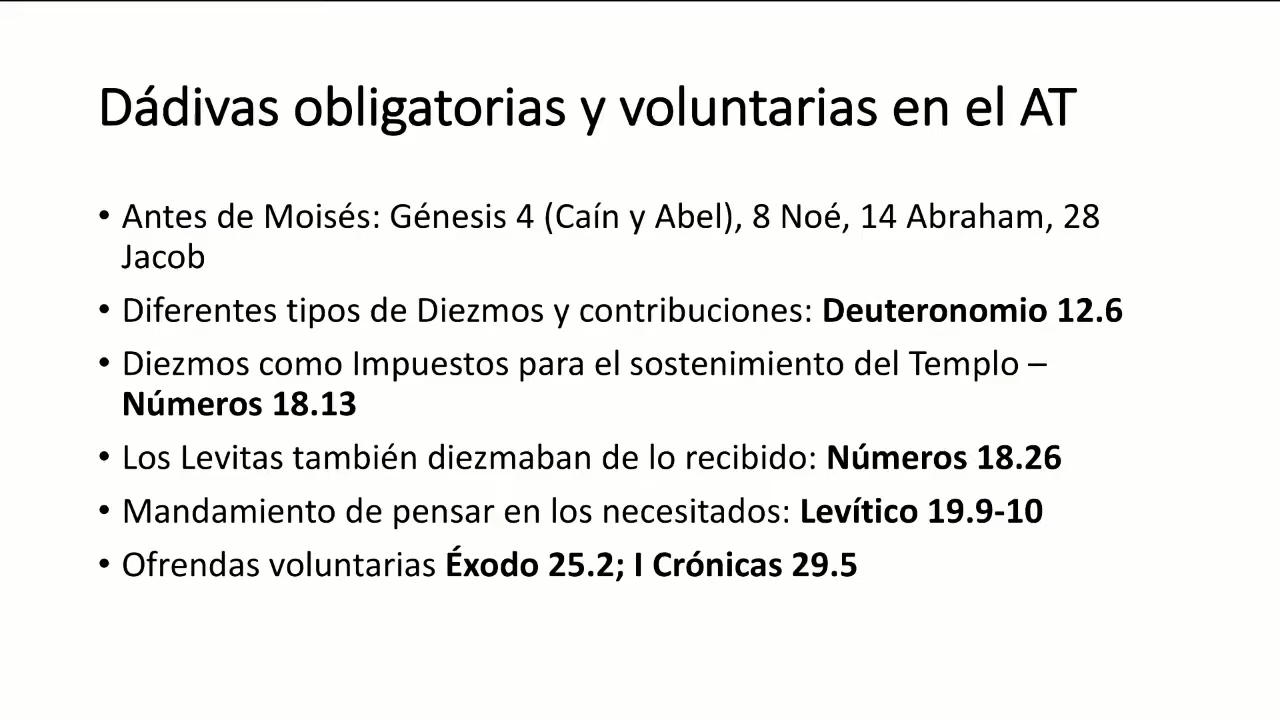 Dádivas obligatorias y voluntarias en el AT
• Antes de Moisés: Génesis 4 (Caín y Abel), 8 Noé, 14 Abraham, 28
Jacob
• Diferentes tipos de Diezmos y contribuciones: Deuteronomio 12.6
• Diezmos como Impuestos para el sostenimiento del Templo –
Números 18.13
• Los Levitas también diezmaban de lo recibido: Números 18.26
• Mandamiento de pensar en los necesitados: Levítico 19.9-10
• Ofrendas voluntarias Éxodo 25.2; I Crónicas 29.5